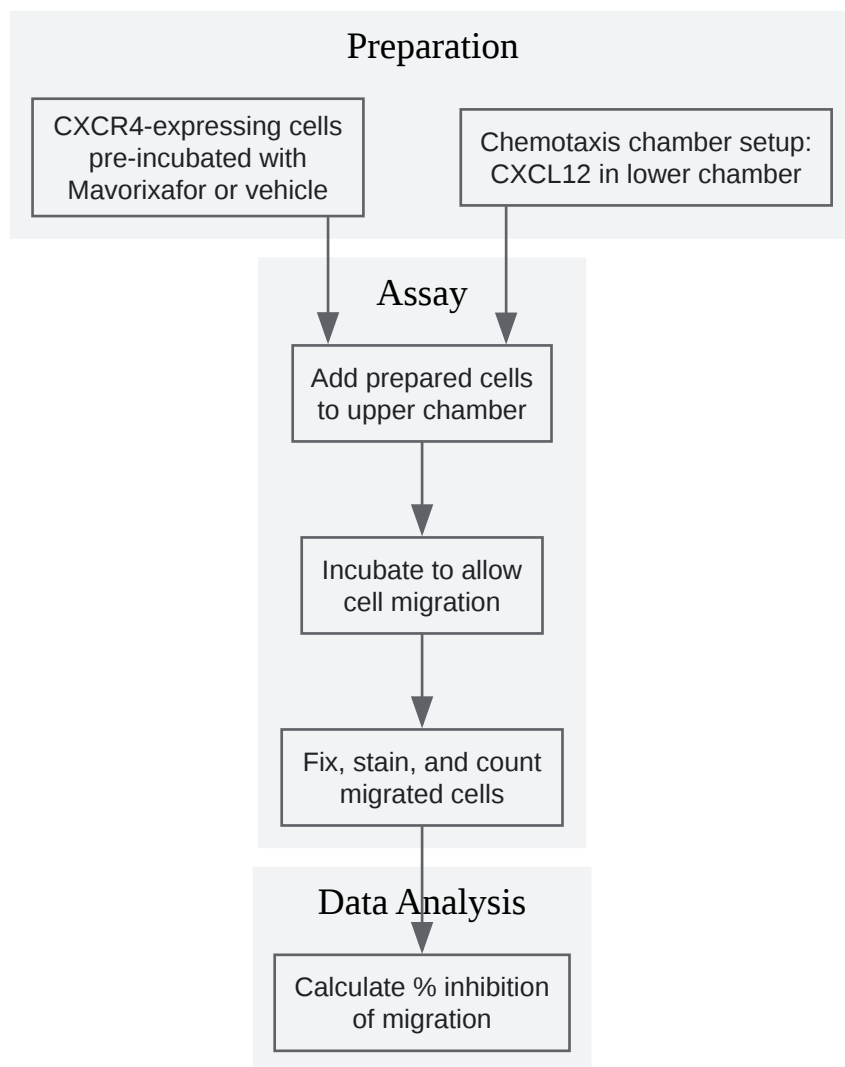 Preparation
CXCR4-expressing cells
pre-incubated with
Mavorixafor or vehicle
Chemotaxis chamber setup:
CXCL12 in lower chamber
Assay
Add prepared cells
to upper chamber
Incubate to allow
cell migration
Fix, stain, and count
migrated cells
Data Analysis
Calculate % inhibition
of migration